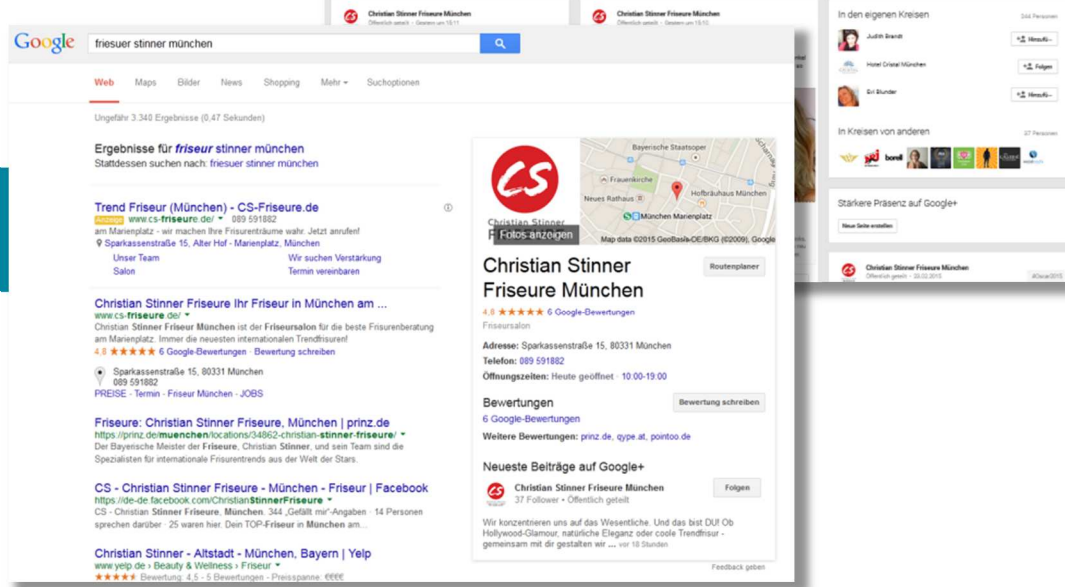 Christian Stinner Friseure München
Christian Stinner Friseure München
Google
friesuer stinner münchen
Web Maps Bilder News Shopping Mehr Suchoptionen
Ungefähr 3.340 Ergebnisse (0,47 Sekunden)
Ergebnisse für friseur stinner münchen
Stattdessen suchen nach: friesuer stinner münchen
Trend Friseur (München) - CS-Friseure.de
Anzeige www.cs-friseure.de/ 089 591882
am Marienplatz - wir machen Ihre Frisurenträume wahr. Jetzt anrufen!
Sparkassenstraße 15, Alter Hof - Marienplatz, München
Unser Team Wir suchen Verstärkung
Salon Termin vereinbaren
Christian Stinner Friseure Ihr Friseur in München am ...
www.cs-friseure.de/
Christian Stinner Friseur München ist der Friseursalon für die beste Frisurenberatung
am Marienplatz. Immer die neuesten internationalen Trendfrisuren!
4,8 ★★★★★ 6 Google-Bewertungen · Bewertung schreiben
Sparkassenstraße 15, 80331 München
089 591882
PREISE - Termin - Friseur München - JOBS
Friseure: Christian Stinner Friseure, München | prinz.de
https://prinz.de/muenchen/locations/34862-christian-stinner-friseure/
Der Bayerische Meister der Friseure, Christian Stinner, und sein Team sind die
Spezialisten für internationale Frisurentrends aus der Welt der Stars.
CS - Christian Stinner Friseure - München - Friseur | Facebook
https://de-de.facebook.com/ChristianStinnerFriseure
CS - Christian Stinner Friseure, München. 344 „Gefällt mir“-Angaben · 14 Personen
sprechen darüber · 25 waren hier. Dein TOP-Friseur in München am...
Christian Stinner - Altstadt - München, Bayern | Yelp
www.yelp.de › Beauty & Wellness › Friseur
★★★★★ Bewertung: 4,5 - 5 Bewertungen - Preisspanne: €€€€
CS
Christian Stinner
Fotos anzeigen
Bayerische Staatsoper
Frauenkirche
Neues Rathaus
Hofbräuhaus München
München Marienplatz
Map data ©2015 GeoBasis-DE/BKG (©2009), Google
Christian Stinner
Friseure München
Routenplaner
4,8 ★★★★★ 6 Google-Bewertungen
Friseursalon
Adresse: Sparkassenstraße 15, 80331 München
Telefon: 089 591882
Öffnungszeiten: Heute geöffnet · 10:00-19:00
Bewertungen
Bewertung schreiben
6 Google-Bewertungen
Weitere Bewertungen: prinz.de, qype.at, pointoo.de
Neueste Beiträge auf Google+
Christian Stinner Friseure München
37 Follower • Öffentlich geteilt
Folgen
Wir konzentrieren uns auf das Wesentliche. Und das ist DU! Ob
Hollywood-Glamour, natürliche Eleganz oder coole Trendfrisur -
gemeinsam mit dir gestalten wir ... vor 18 Stunden
Feedback geben
In den eigenen Kreisen
244 Personen
Judith Brandt
Hotel Cristal München
Folgen
Eri Blunder
In Kreisen von anderen
37 Personen
Stärkere Präsenz auf Google+
Neue Seite erstellen
Christian Stinner Friseure München